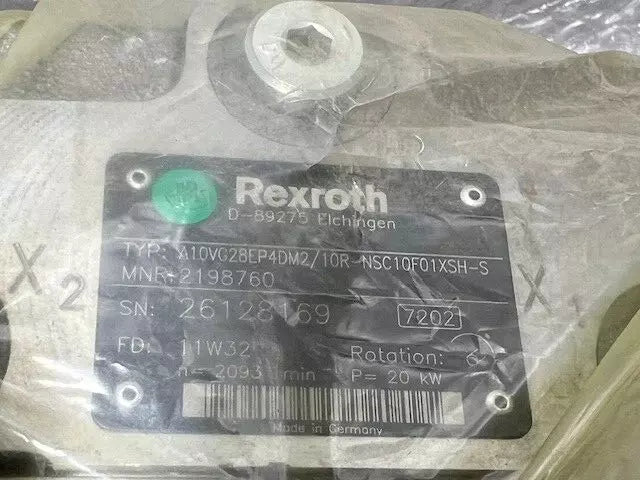 Rexroth
D-89275 Elchingen
TYP: A10VG28EP4DM2/10R-NSC10F01XSH-S
MNR: 2198760
X2
X1
SN: 26128169
7202
FD: 11W32
Rotation:
n= 2093 /min P= 20 kW
Made in Germany